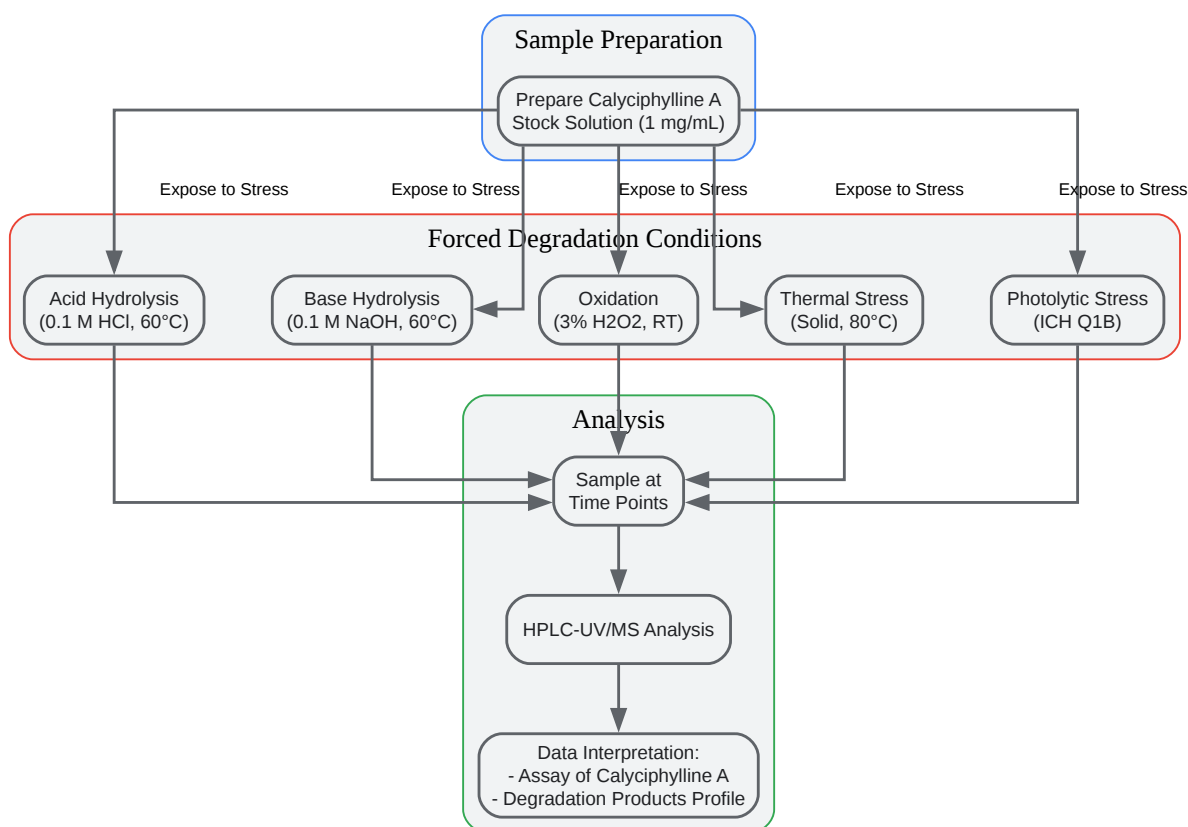 Sample Preparation
Prepare Calyciphylline A
Stock Solution (1 mg/mL)
Expose to Stress
Expose to Stress
Expose to Stress
Expose to Stress
Expose to Stress
Forced Degradation Conditions
Acid Hydrolysis
(0.1 M HCl, 60°C)
Base Hydrolysis
(0.1 M NaOH, 60°C)
Oxidation
(3% H2O2, RT)
Thermal Stress
(Solid, 80°C)
Photolytic Stress
(ICH Q1B)
Analysis
Sample at
Time Points
HPLC-UV/MS Analysis
Data Interpretation:
- Assay of Calyciphylline A
- Degradation Products Profile